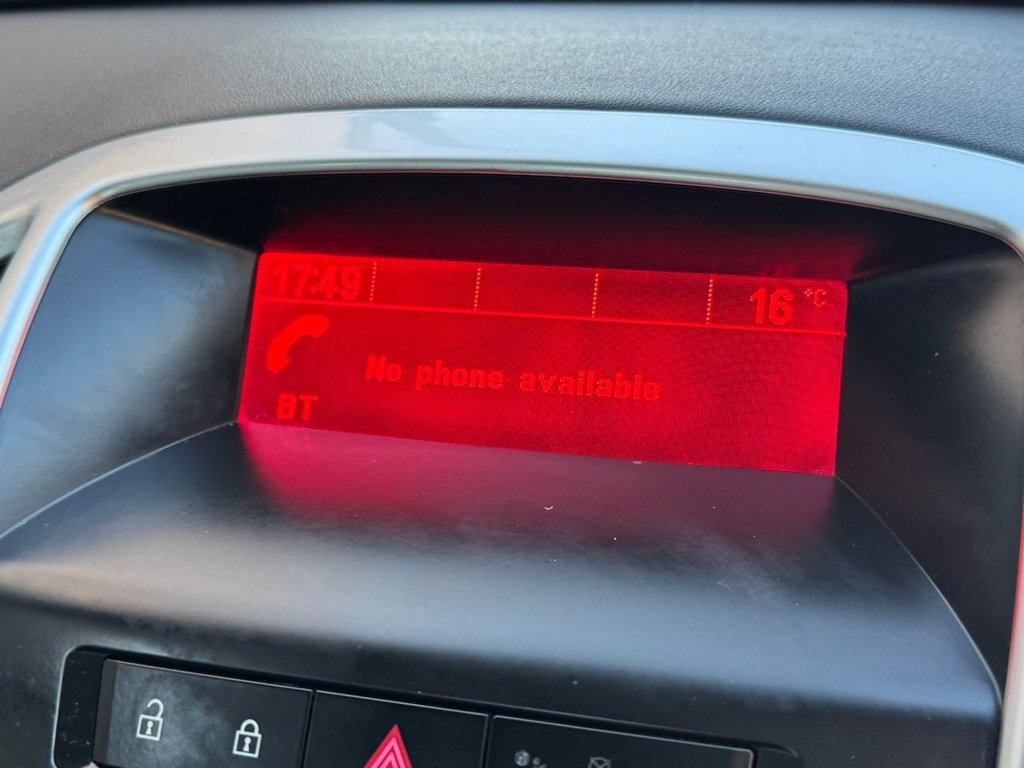 17:49 16 °C
No phone available
BT